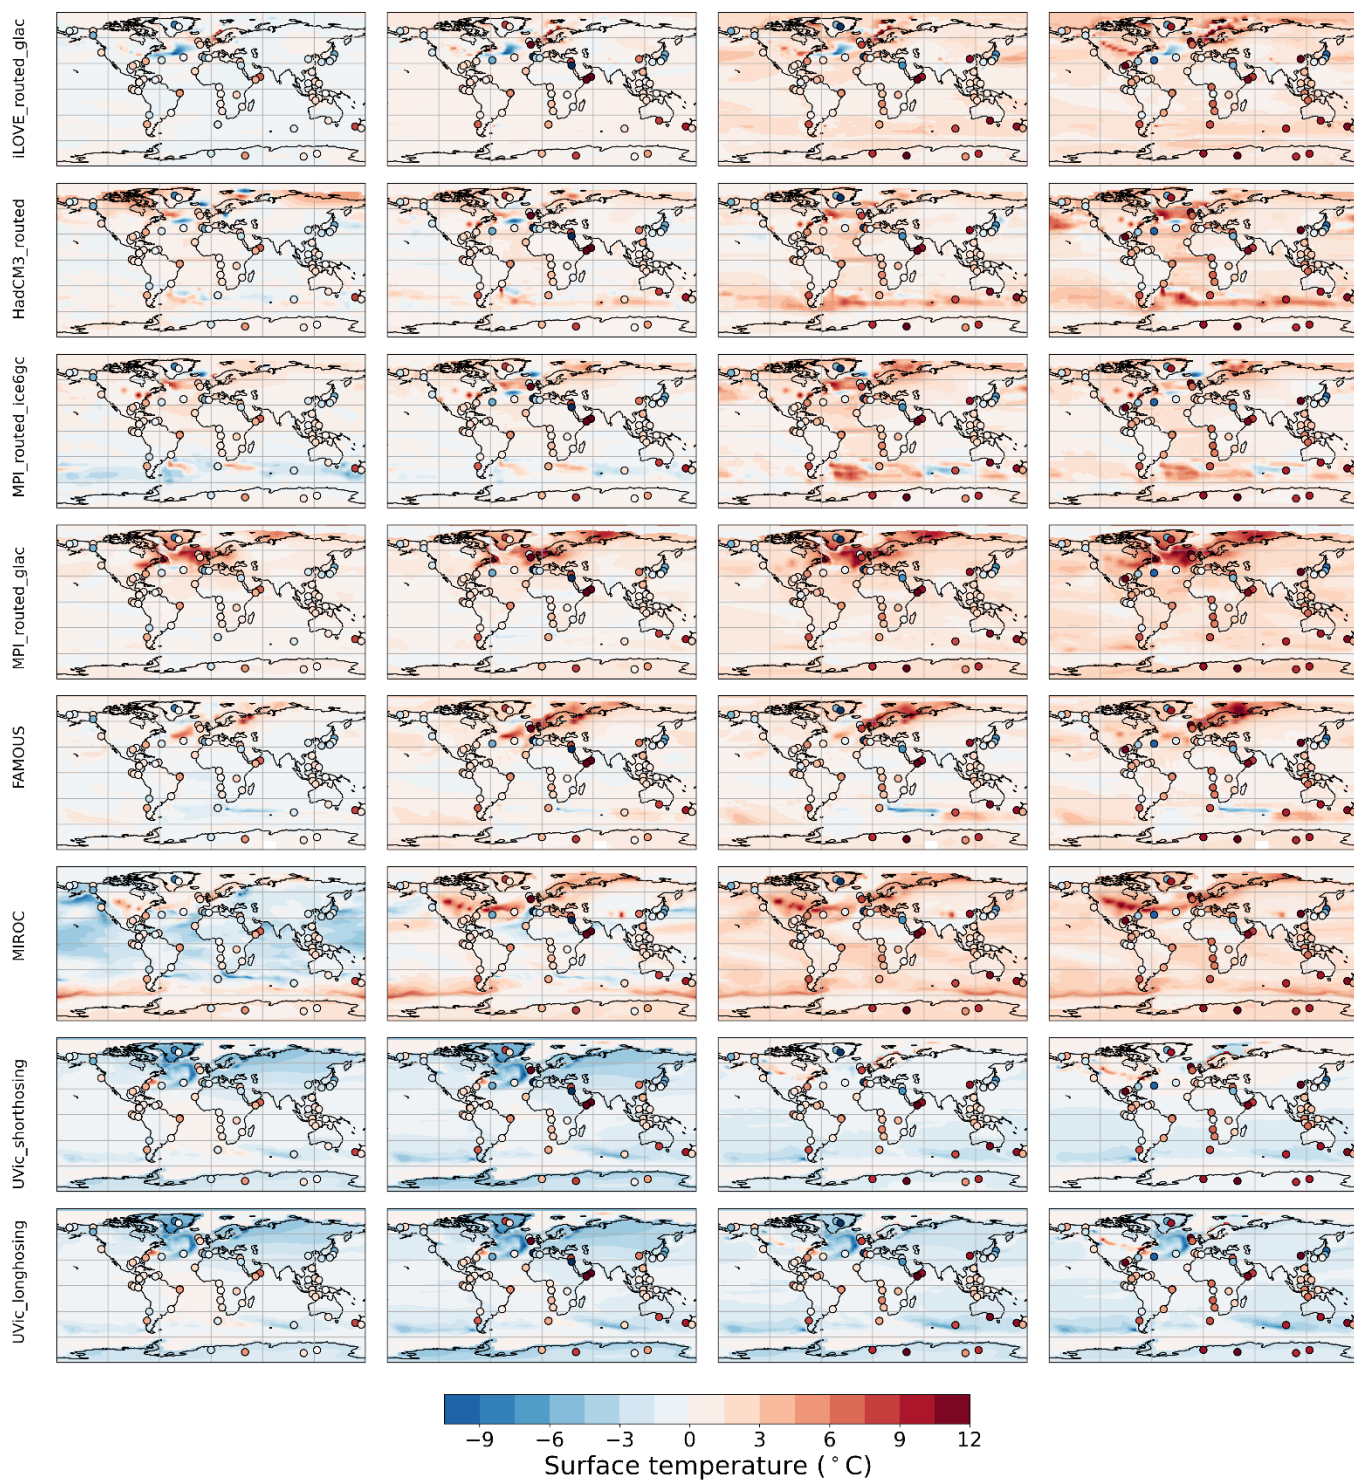 iLOVE_routed_glac
HadCM3_routed
MPI_routed_ice6gc
MPI_routed_glac
FAMOUS
MIROC
UVic_shorthosing
UVic_longhosing
−9 −6 −3 0 3 6 9 12
Surface temperature (°C)